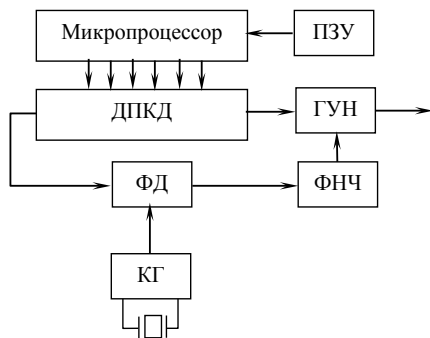 Микропроцессор
ПЗУ
ДПКД
ГУН
ФД
ФНЧ
КГ